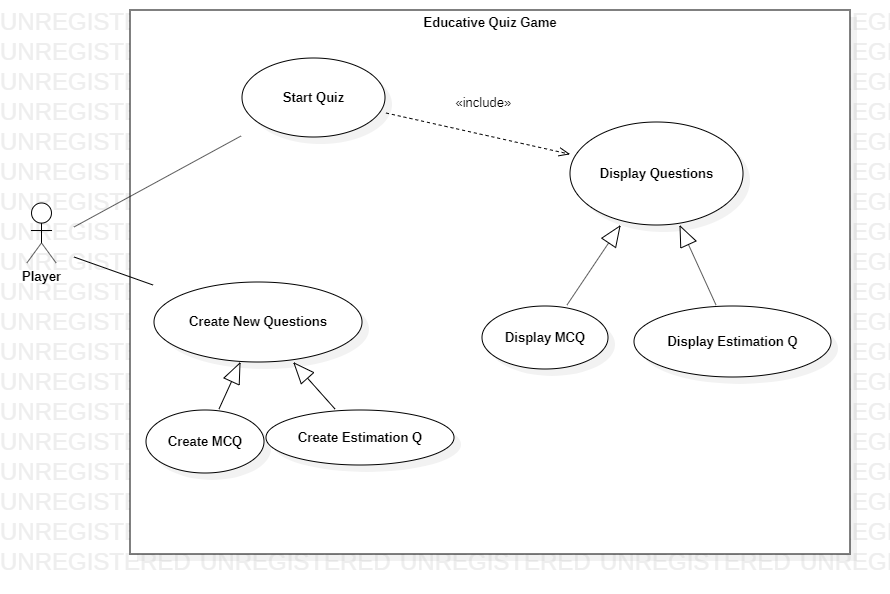 Educative Quiz Game
Start Quiz
«include»
Display Questions
Player
Create New Questions
Display MCQ
Display Estimation Q
Create MCQ
Create Estimation Q
UNREGISTERED UNREGISTERED UNREGISTERED UNREGISTERED UNREG